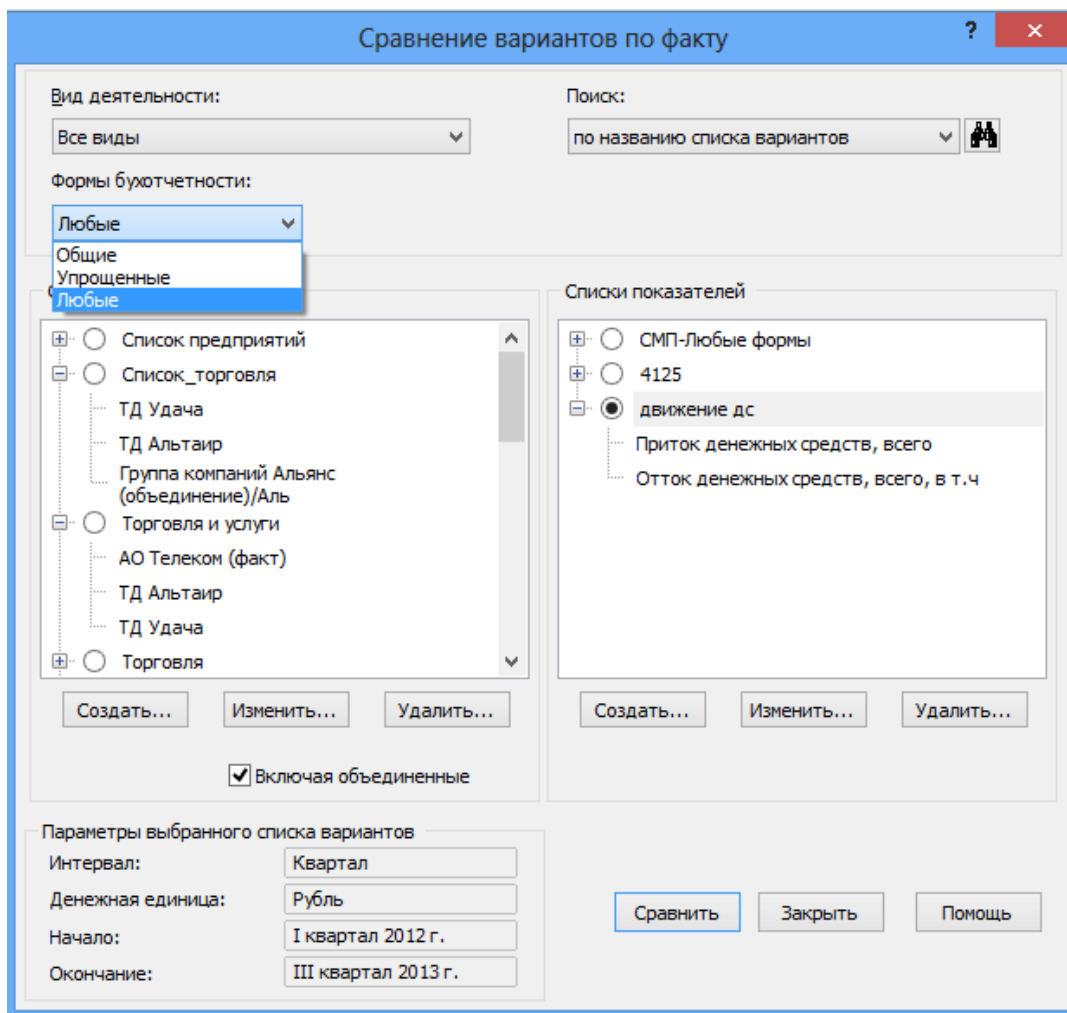 Сравнение вариантов по факту
?
Вид деятельности:
Поиск:
Все виды
по названию списка вариантов
Формы бухотчетности:
Любые
Общие
Упрощенные
Любые
Списки показателей
Список предприятий
Список_торговля
ТД Удача
ТД Альтаир
Группа компаний Альянс
(объединение)/Аль
Торговля и услуги
АО Телеком (факт)
ТД Альтаир
ТД Удача
Торговля
СМП-Любые формы
4125
движение дс
Приток денежных средств, всего
Отток денежных средств, всего, в т.ч
Создать...
Изменить...
Удалить...
Создать...
Изменить...
Удалить...
Включая объединенные
Параметры выбранного списка вариантов
Интервал:
Квартал
Денежная единица:
Рубль
Начало:
I квартал 2012 г.
Окончание:
III квартал 2013 г.
Сравнить
Закрыть
Помощь